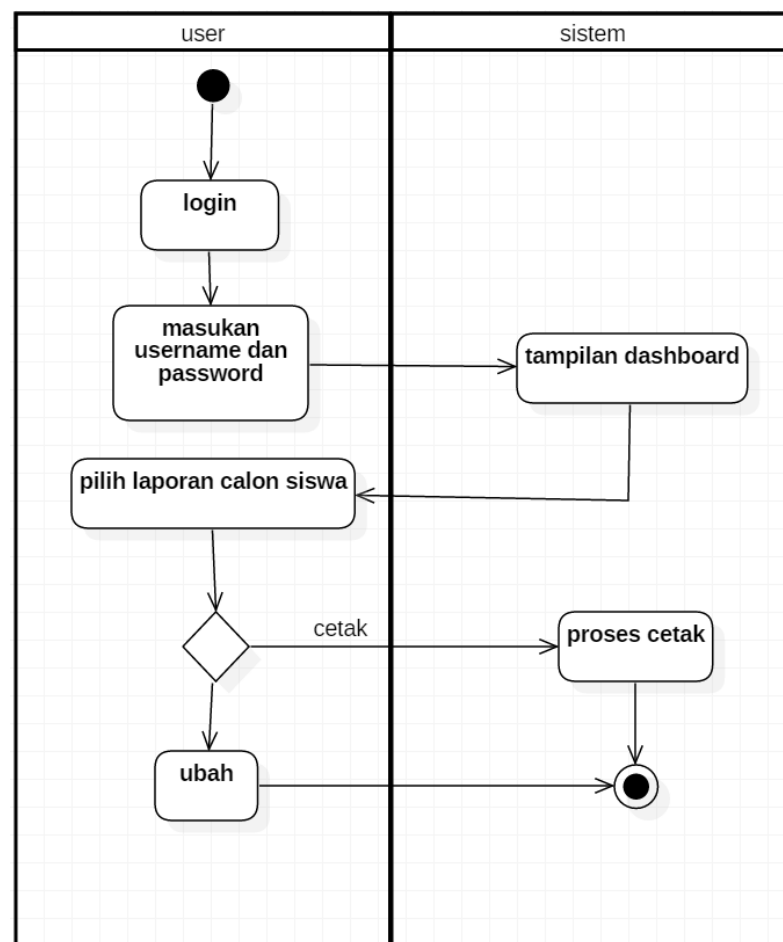 user
sistem
login
masukan
username dan
password
tampilan dashboard
pilih laporan calon siswa
cetak
proses cetak
ubah